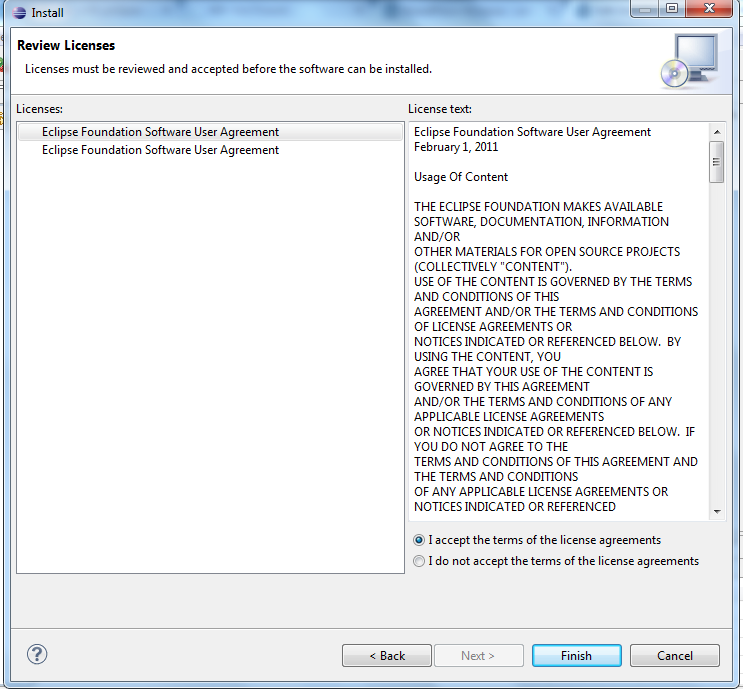 Install
Review Licenses
Licenses must be reviewed and accepted before the software can be installed.
Licenses:
Eclipse Foundation Software User Agreement
Eclipse Foundation Software User Agreement
License text:
Eclipse Foundation Software User Agreement
February 1, 2011
Usage Of Content
THE ECLIPSE FOUNDATION MAKES AVAILABLE
SOFTWARE, DOCUMENTATION, INFORMATION
AND/OR
OTHER MATERIALS FOR OPEN SOURCE PROJECTS
(COLLECTIVELY "CONTENT").
USE OF THE CONTENT IS GOVERNED BY THE TERMS
AND CONDITIONS OF THIS
AGREEMENT AND/OR THE TERMS AND CONDITIONS
OF LICENSE AGREEMENTS OR
NOTICES INDICATED OR REFERENCED BELOW.  BY
USING THE CONTENT, YOU
AGREE THAT YOUR USE OF THE CONTENT IS
GOVERNED BY THIS AGREEMENT
AND/OR THE TERMS AND CONDITIONS OF ANY
APPLICABLE LICENSE AGREEMENTS
OR NOTICES INDICATED OR REFERENCED BELOW.  IF
YOU DO NOT AGREE TO THE
TERMS AND CONDITIONS OF THIS AGREEMENT AND
THE TERMS AND CONDITIONS
OF ANY APPLICABLE LICENSE AGREEMENTS OR
NOTICES INDICATED OR REFERENCED
I accept the terms of the license agreements
I do not accept the terms of the license agreements
?
< Back
Next >
Finish
Cancel